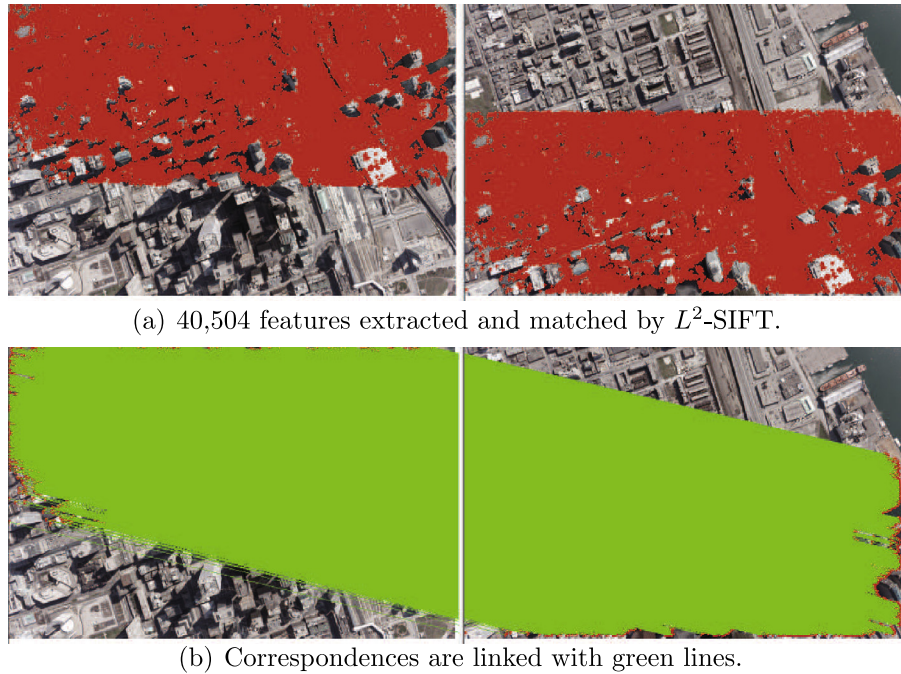 (a) 40,504 features extracted and matched by L²-SIFT.
(b) Correspondences are linked with green lines.